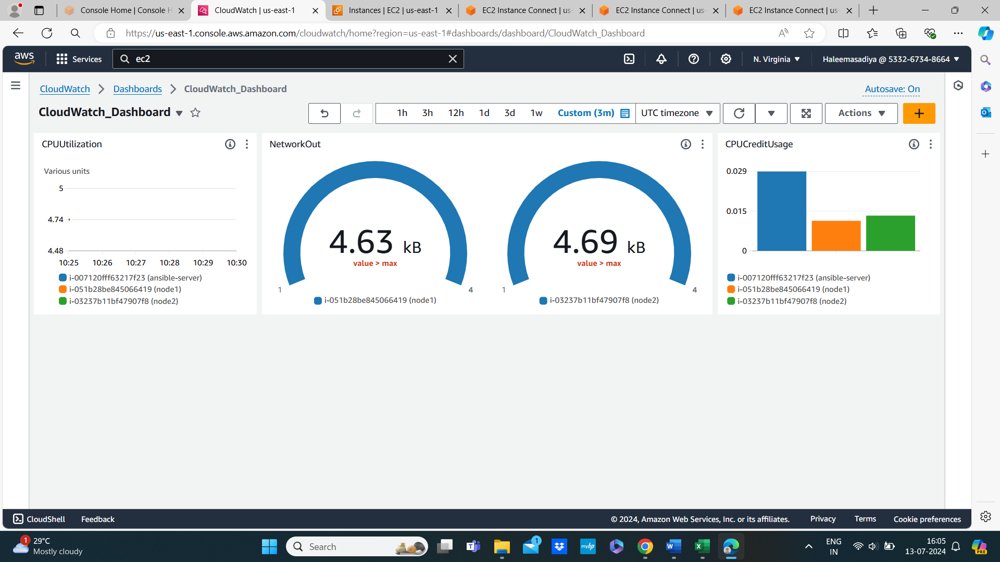 Console Home | Console H
CloudWatch | us-east-1
Instances | EC2 | us-east-1
EC2 Instance Connect | us-
EC2 Instance Connect | us-
EC2 Instance Connect | us-
https://us-east-1.console.aws.amazon.com/cloudwatch/home?region=us-east-1#dashboards/dashboard/CloudWatch_Dashboard
aws
Services
ec2
N. Virginia
Haleemasadiya @ 5332-6734-8664
CloudWatch > Dashboards > CloudWatch_Dashboard
Autosave: On
CloudWatch_Dashboard
1h 3h 12h 1d 3d 1w Custom (3m)
UTC timezone
Actions
CPUUtilization
Various units
5
4.74
4.48
10:25 10:26 10:27 10:28 10:29 10:30
i-007120fff63217f23 (ansible-server)
i-051b28be845066419 (node1)
i-03237b11bf47907f8 (node2)
NetworkOut
4.63 kB
value > max
1 4
i-051b28be845066419 (node1)
4.69 kB
value > max
1 4
i-03237b11bf47907f8 (node2)
CPUCreditUsage
0.029
0.015
0
i-007120fff63217f23 (ansible-server)
i-051b28be845066419 (node1)
i-03237b11bf47907f8 (node2)
CloudShell
Feedback
© 2024, Amazon Web Services, Inc. or its affiliates.
Privacy
Terms
Cookie preferences
1
29°C
Mostly cloudy
Search
1
myhp
W
X
ENG
IN
16:05
13-07-2024
PRE